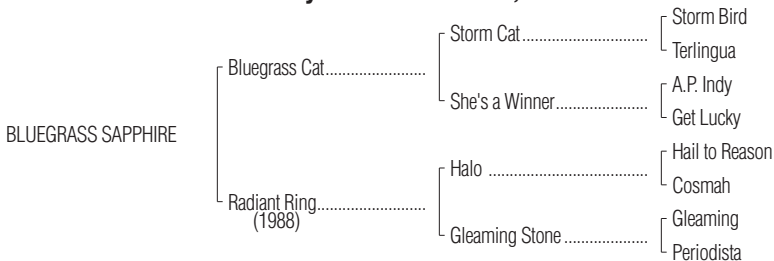 Storm Bird
Storm Cat
Terlingua
Bluegrass Cat
A.P. Indy
She's a Winner
Get Lucky
BLUEGRASS SAPPHIRE
Hail to Reason
Halo
Cosmah
Radiant Ring
(1988)
Gleaming
Gleaming Stone
Periodista